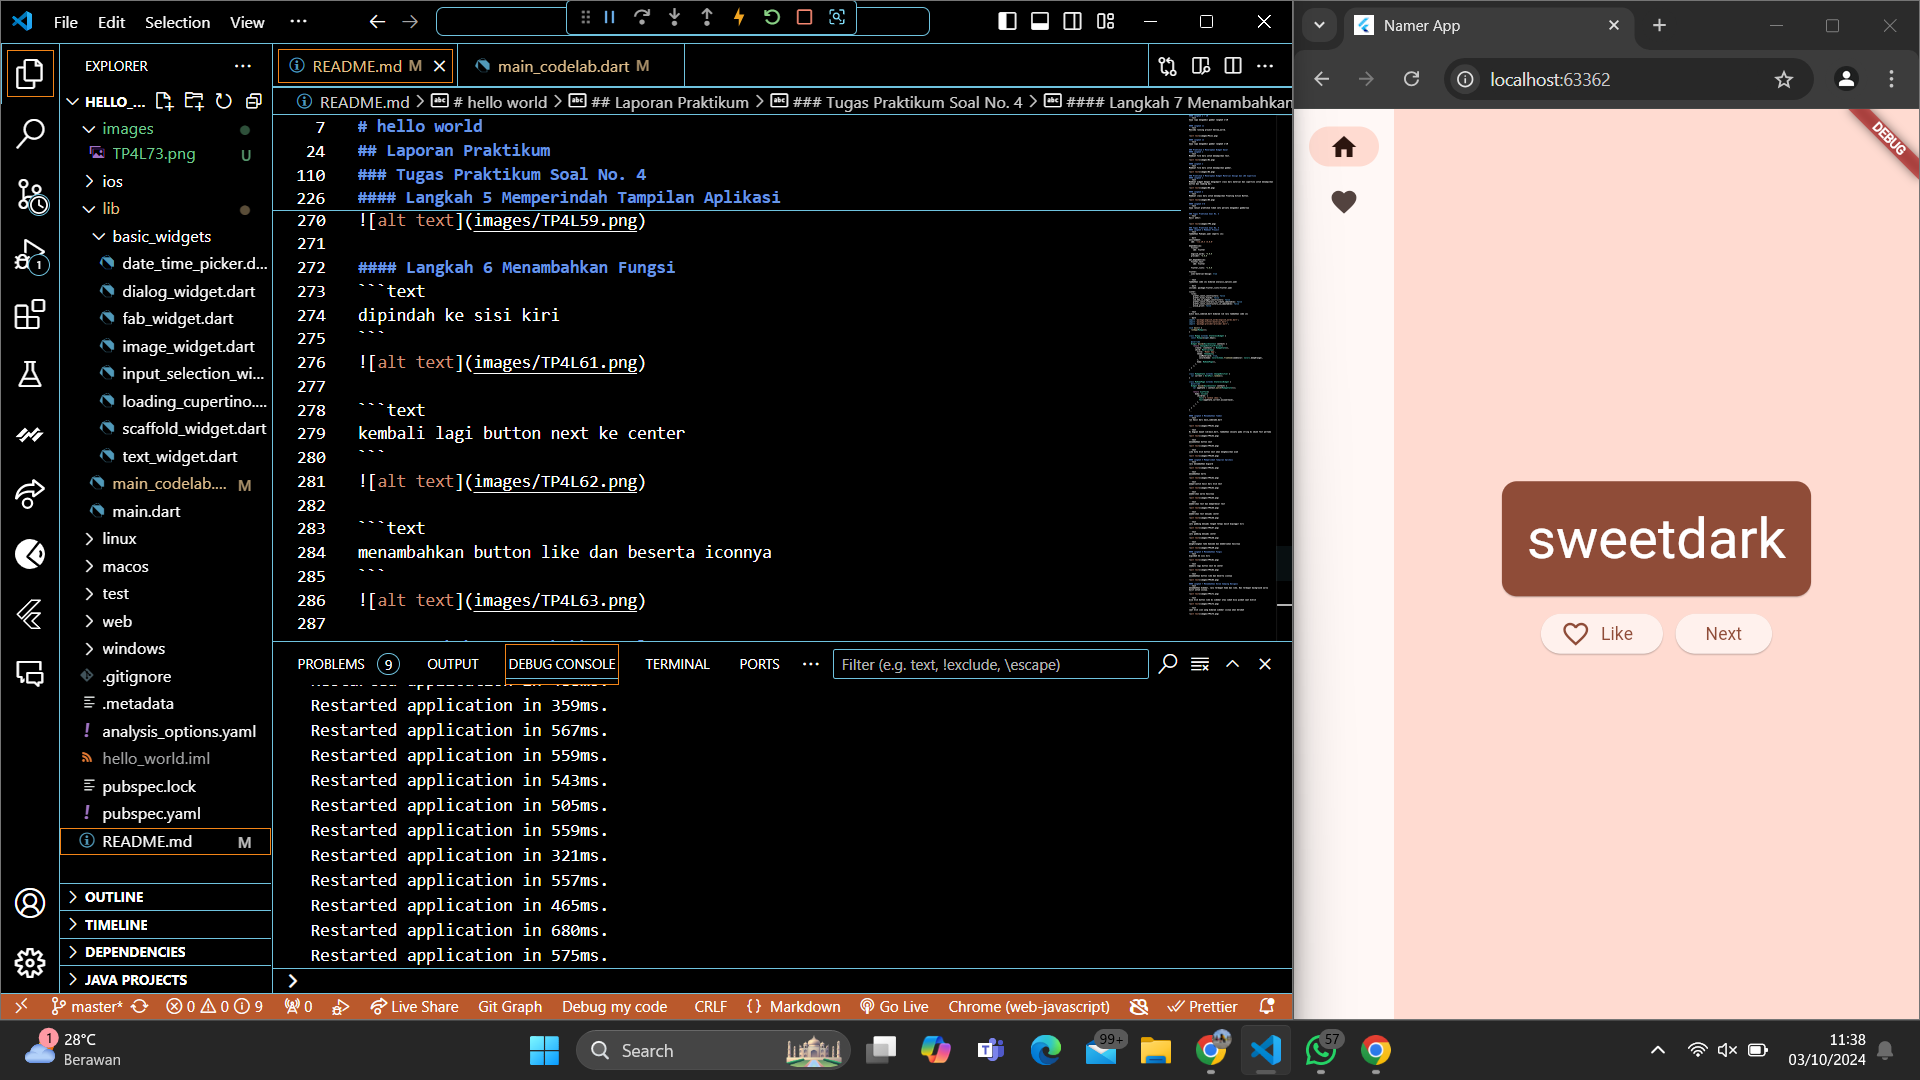 File Edit Selection View ···
EXPLORER
HELLO_...
images
TP4L73.png U
ios
lib
basic_widgets
date_time_picker.d...
dialog_widget.dart
fab_widget.dart
image_widget.dart
input_selection_wi...
loading_cupertino....
scaffold_widget.dart
text_widget.dart
main_codelab.... M
main.dart
linux
macos
test
web
windows
.gitignore
.metadata
analysis_options.yaml
hello_world.iml
pubspec.lock
pubspec.yaml
README.md M
OUTLINE
TIMELINE
DEPENDENCIES
JAVA PROJECTS
1
README.md M
main_codelab.dart M
README.md > # hello world > ## Laporan Praktikum > ### Tugas Praktikum Soal No. 4 > #### Langkah 7 Menambahkan
7 # hello world
24 ## Laporan Praktikum
110 ### Tugas Praktikum Soal No. 4
226 #### Langkah 5 Memperindah Tampilan Aplikasi
270 ![alt text](images/TP4L59.png)
271
272 #### Langkah 6 Menambahkan Fungsi
273 ```text
274 dipindah ke sisi kiri
275 ```
276 ![alt text](images/TP4L61.png)
277
278 ```text
279 kembali lagi button next ke center
280 ```
281 ![alt text](images/TP4L62.png)
282
283 ```text
284 menambahkan button like dan beserta iconnya
285 ```
286 ![alt text](images/TP4L63.png)
287
PROBLEMS 9 OUTPUT DEBUG CONSOLE TERMINAL PORTS ··· Filter (e.g. text, !exclude, \escape)
Restarted application in 359ms.
Restarted application in 567ms.
Restarted application in 559ms.
Restarted application in 543ms.
Restarted application in 505ms.
Restarted application in 559ms.
Restarted application in 321ms.
Restarted application in 557ms.
Restarted application in 465ms.
Restarted application in 680ms.
Restarted application in 575ms.
master* 0 0 9 0 Live Share Git Graph Debug my code CRLF {} Markdown Go Live Chrome (web-javascript) Prettier
Namer App
localhost:63362
DEBUG
sweetdark
Like
Next
1
28°C
Berawan
Search
99+
57
11:38
03/10/2024